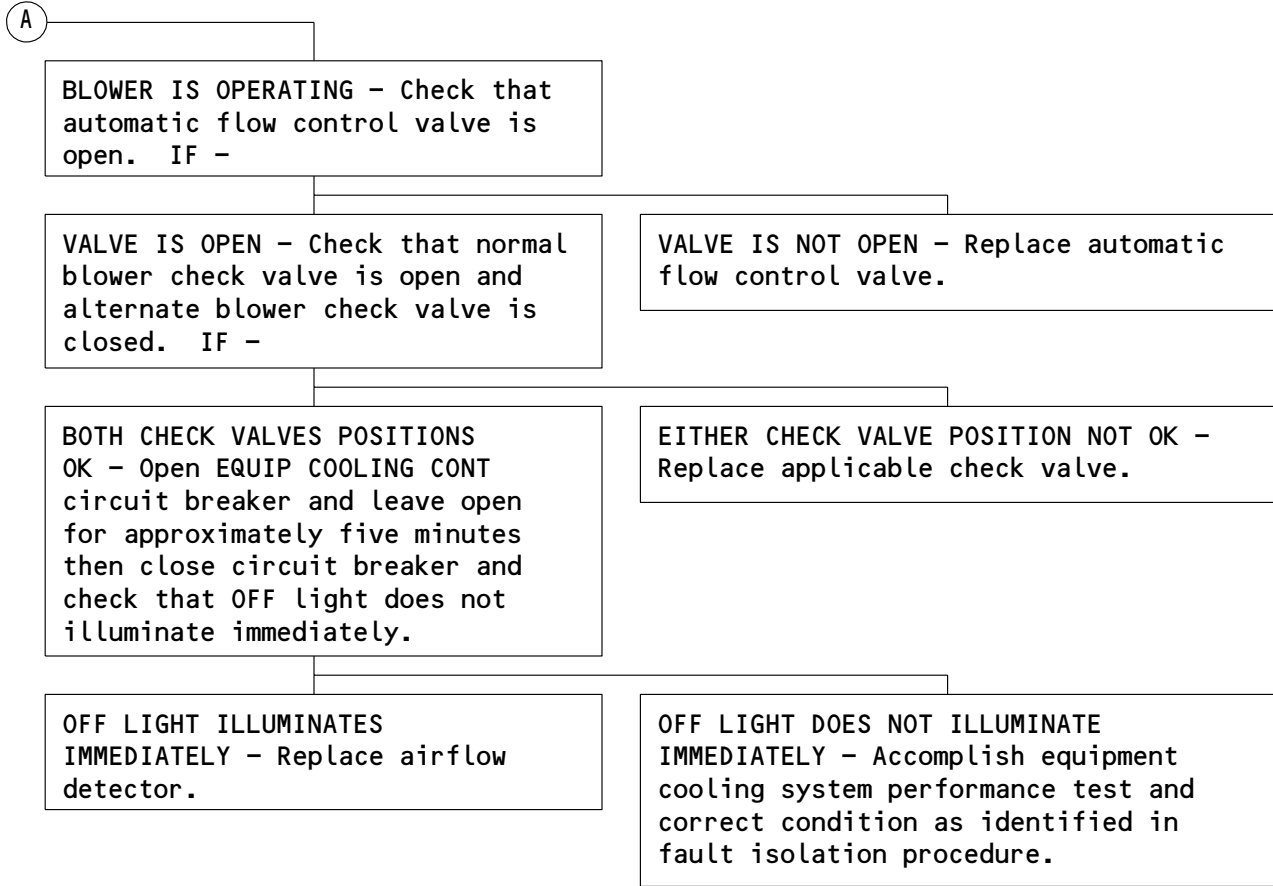 A
BLOWER IS OPERATING – Check that
automatic flow control valve is
open.  IF –
VALVE IS OPEN – Check that normal
blower check valve is open and
alternate blower check valve is
closed.  IF –
VALVE IS NOT OPEN – Replace automatic
flow control valve.
BOTH CHECK VALVES POSITIONS
OK – Open EQUIP COOLING CONT
circuit breaker and leave open
for approximately five minutes
then close circuit breaker and
check that OFF light does not
illuminate immediately.
EITHER CHECK VALVE POSITION NOT OK –
Replace applicable check valve.
OFF LIGHT ILLUMINATES
IMMEDIATELY – Replace airflow
detector.
OFF LIGHT DOES NOT ILLUMINATE
IMMEDIATELY – Accomplish equipment
cooling system performance test and
correct condition as identified in
fault isolation procedure.